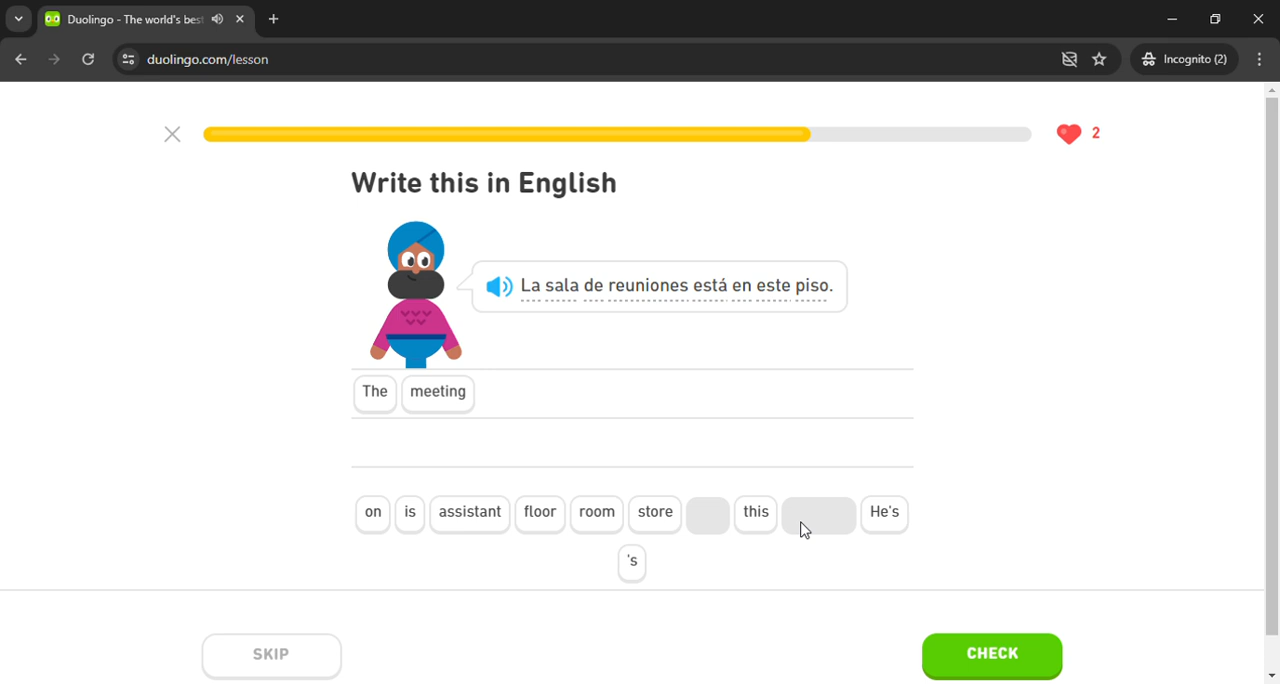 Duolingo - The world's best
duolingo.com/lesson
Incognito (2)
2
Write this in English
La sala de reuniones está en este piso.
The meeting
on is assistant floor room store this He's
's
SKIP CHECK